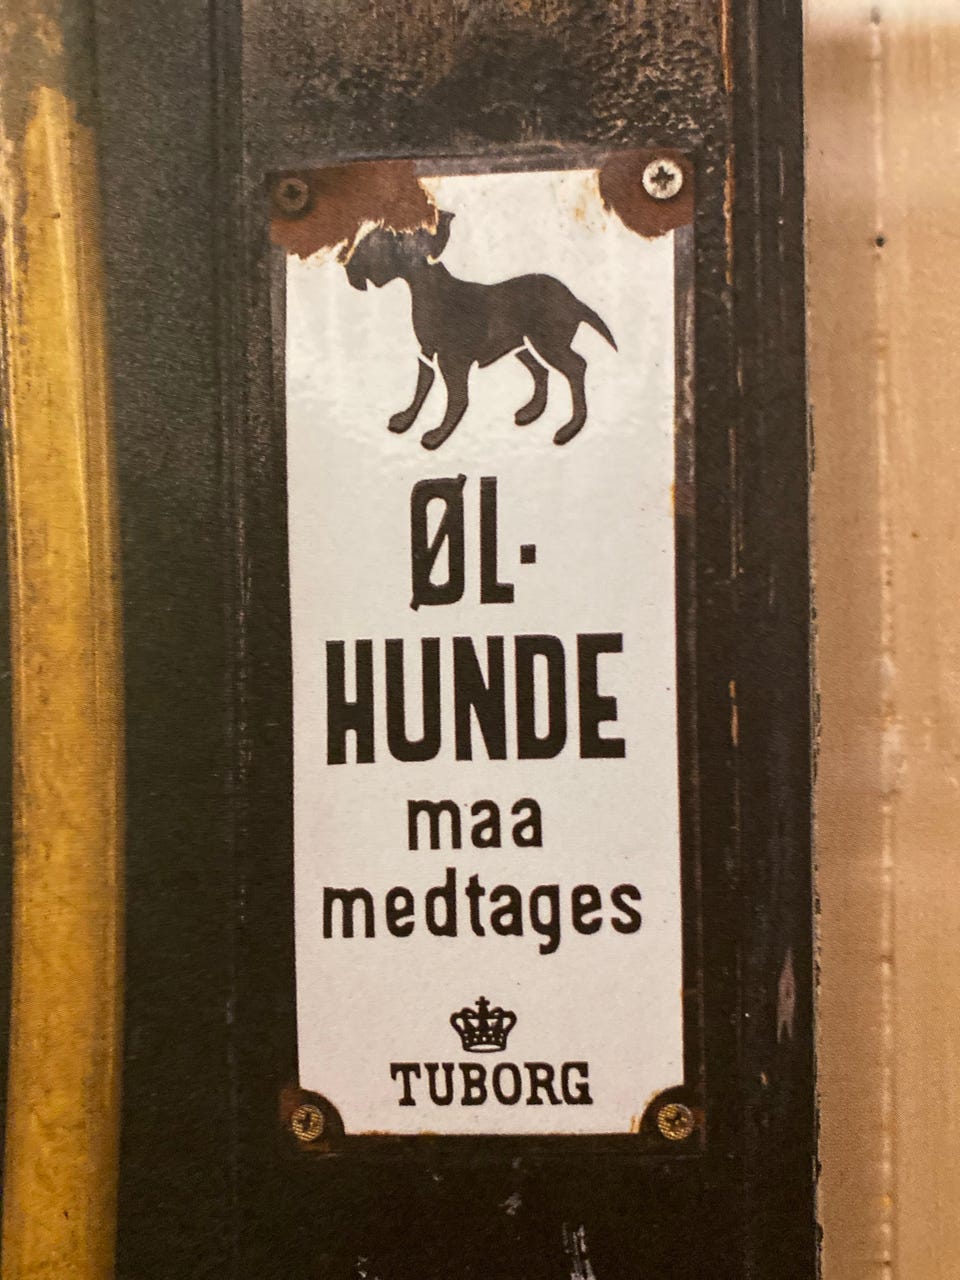 ØL·
HUNDE
maa
medtages
TUBORG